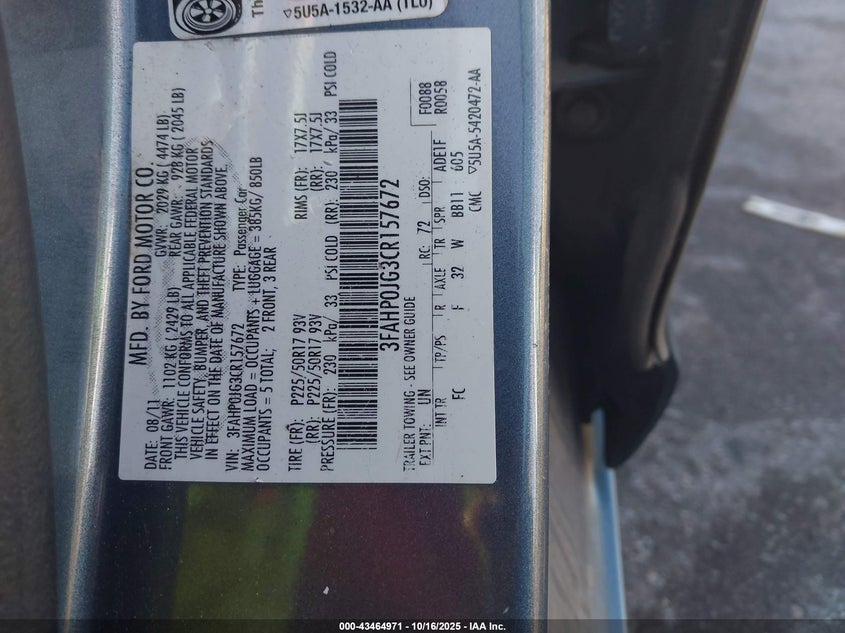 Th
▽5U5A-1532-AA (TLU)
MFD. BY FORD MOTOR CO.
DATE: 08/11 GVWR: 2029 KG ( 4474 LB)
FRONT GAWR: 1102 KG ( 2429 LB) REAR GAWR: 928 KG ( 2045 LB)
THIS VEHICLE CONFORMS TO ALL APPLICABLE FEDERAL MOTOR
VEHICLE SAFETY, BUMPER, AND THEFT PREVENTION STANDARDS
IN EFFECT ON THE DATE OF MANUFACTURE SHOWN ABOVE.
VIN: 3FAHP0JG3CR157672 TYPE: Passenger Car
MAXIMUM LOAD = OCCUPANTS + LUGGAGE = 385KG/ 850LB
OCCUPANTS = 5 TOTAL; 2 FRONT, 3 REAR
TIRE (FR): P225/50R17 93V RIMS (FR): 17X7.5J
(RR): P225/50R17 93V (RR): 17X7.5J
PRESSURE (FR): 230 kPa/ 33 PSI COLD (RR): 230 kPa/ 33 PSI COLD
3FAHP0JG3CR157672
TRAILER TOWING - SEE OWNER GUIDE
F0088
R0058
EXT PNT: UN RC: 72 DSO:
INT TR TP/PS R AXLE TR SPR ADE1F
FC F 32 W BB11 605
CMC ▽5U5A-5420472-AA
000-43464971 | 10/16/2025 - IAA Inc.